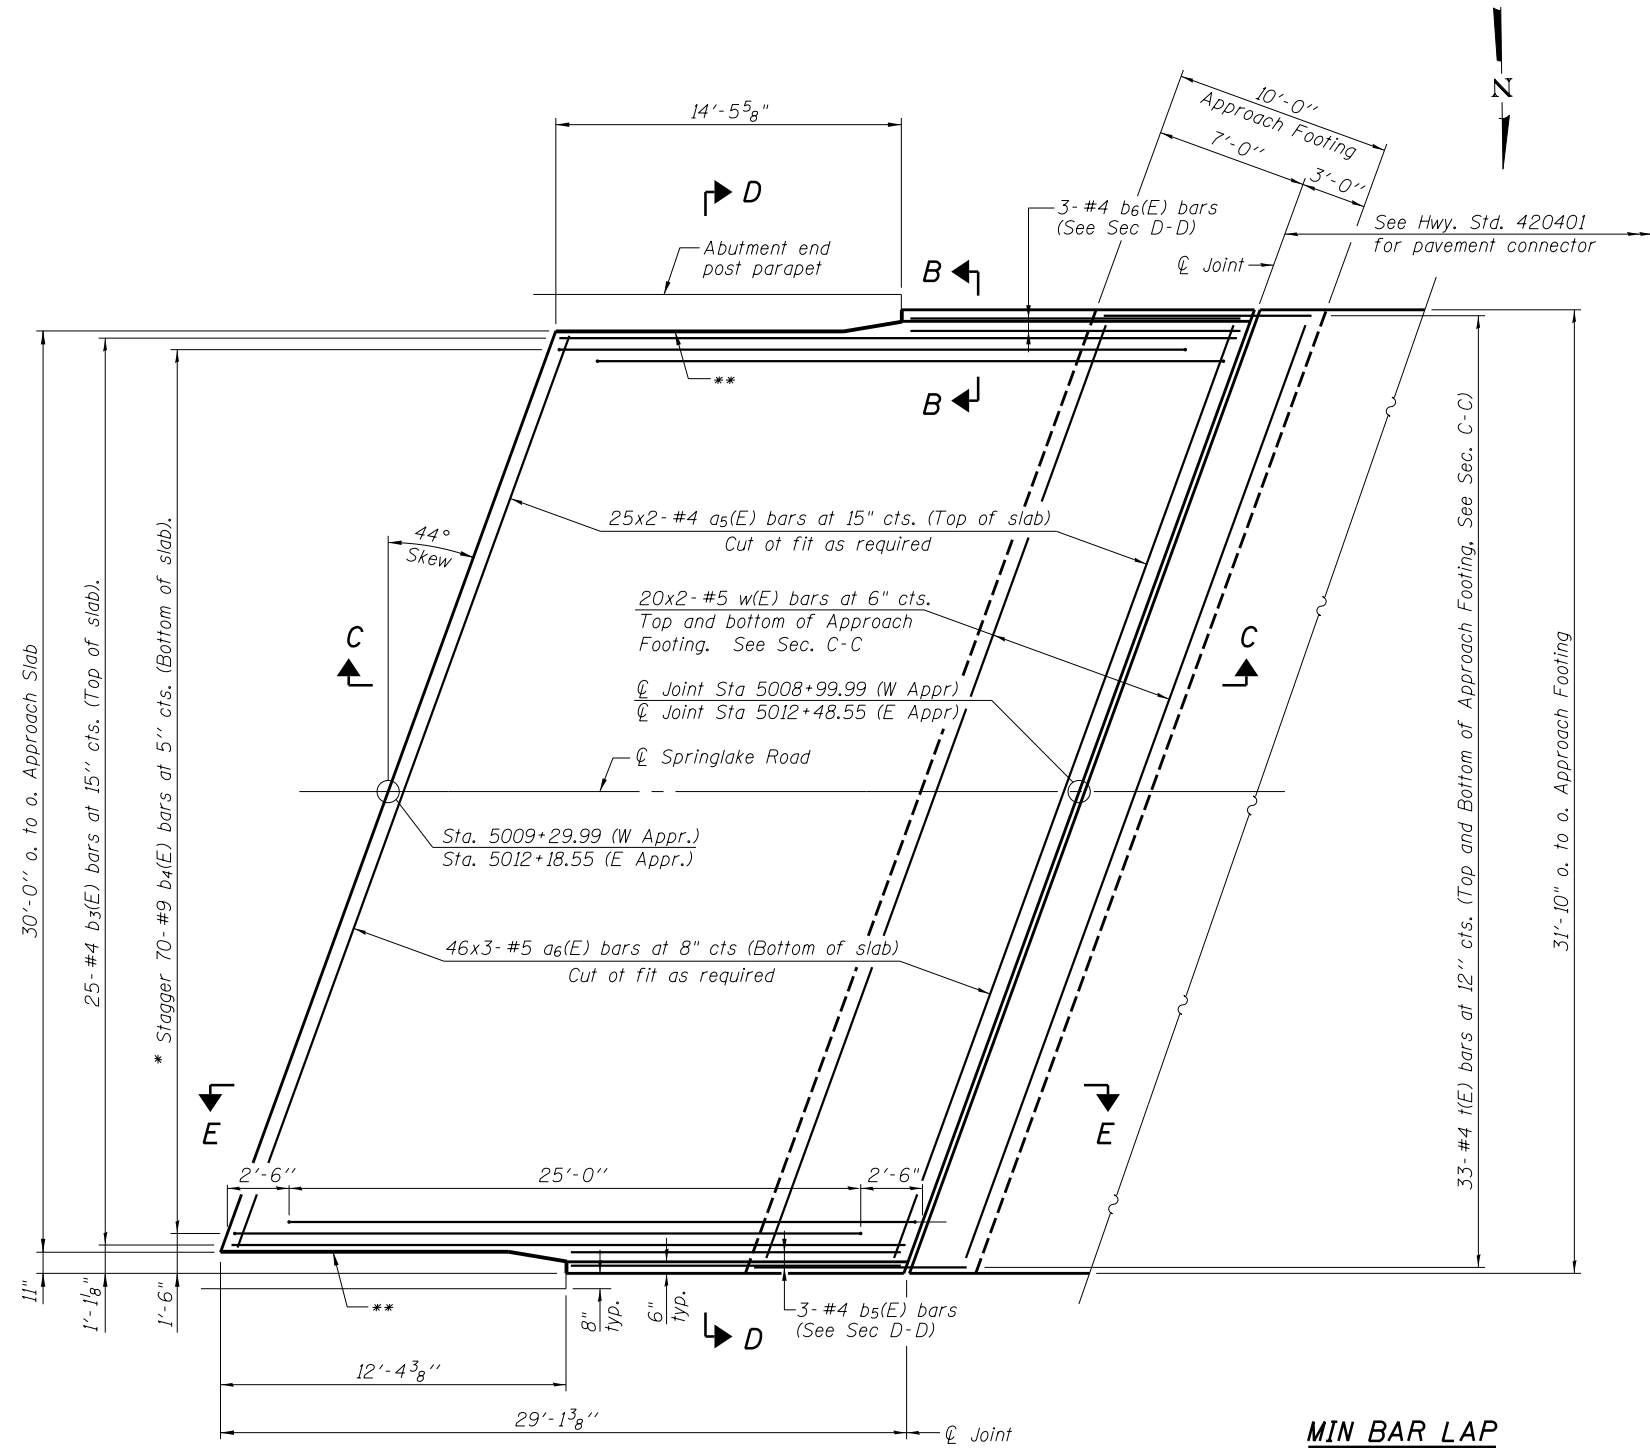 N
10'-0''
Approach Footing
7'-0''
3'-0''
14'-5 5/8"
D
3-#4 b6(E) bars
(See Sec D-D)
See Hwy. Std. 420401
for pavement connector
℄ Joint
Abutment end
post parapet
B
**
B
25x2-#4 a5(E) bars at 15" cts. (Top of slab)
Cut ot fit as required
44°
Skew
20x2-#5 w(E) bars at 6" cts.
Top and bottom of Approach
Footing. See Sec. C-C
C
C
℄ Joint Sta 5008+99.99 (W Appr)
℄ Joint Sta 5012+48.55 (E Appr)
℄ Springlake Road
Sta. 5009+29.99 (W Appr.)
Sta. 5012+18.55 (E Appr.)
46x3-#5 a6(E) bars at 8" cts (Bottom of slab)
Cut ot fit as required
30'-0'' o. to o. Approach Slab
25-#4 b3(E) bars at 15'' cts. (Top of slab).
* Stagger 70-#9 b4(E) bars at 5'' cts. (Bottom of slab).
33-#4 t(E) bars at 12'' cts. (Top and Bottom of Approach Footing, See Sec. C-C)
31'-10" o. to o. Approach Footing
E
E
2'-6''
25'-0''
2'-6"
11"
1'-1 1/8"
1'-6"
**
8"
typ.
6"
typ.
3-#4 b5(E) bars
(See Sec D-D)
D
12'-4 3/8''
29'-1 3/8''
℄ Joint
MIN BAR LAP